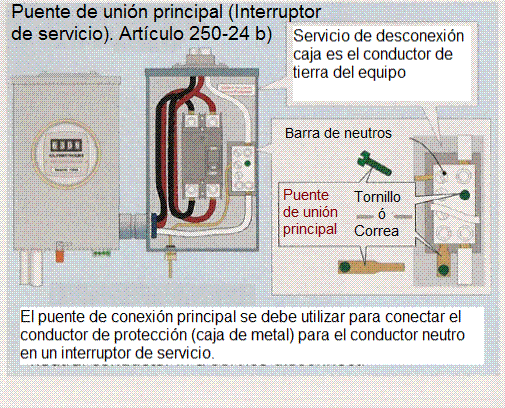 Puente de unión principal (Interruptor
de servicio). Artículo 250-24 b)
Servicio de desconexión
caja es el conductor de
tierra del equipo
Barra de neutros
Puente
de unión
principal
Tornillo
ó
Correa
El puente de conexión principal se debe utilizar para conectar el
conductor de protección (caja de metal) para el conductor neutro
en un interruptor de servicio.